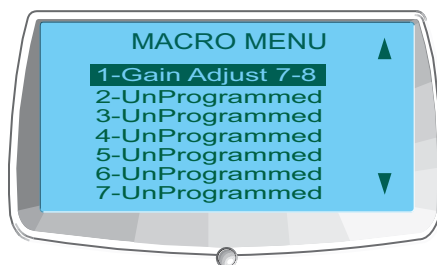 MACRO MENU
1-Gain Adjust 7-8
2-UnProgrammed
3-UnProgrammed
4-UnProgrammed
5-UnProgrammed
6-UnProgrammed
7-UnProgrammed